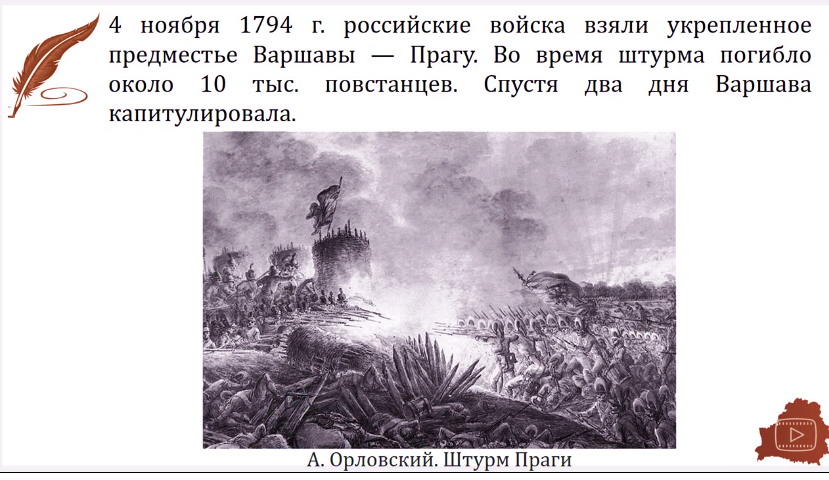 4 ноября 1794 г. российские войска взяли укрепленное
предместье Варшавы — Прагу. Во время штурма погибло
около 10 тыс. повстанцев. Спустя два дня Варшава
капитулировала.
А. Орловский. Штурм Праги